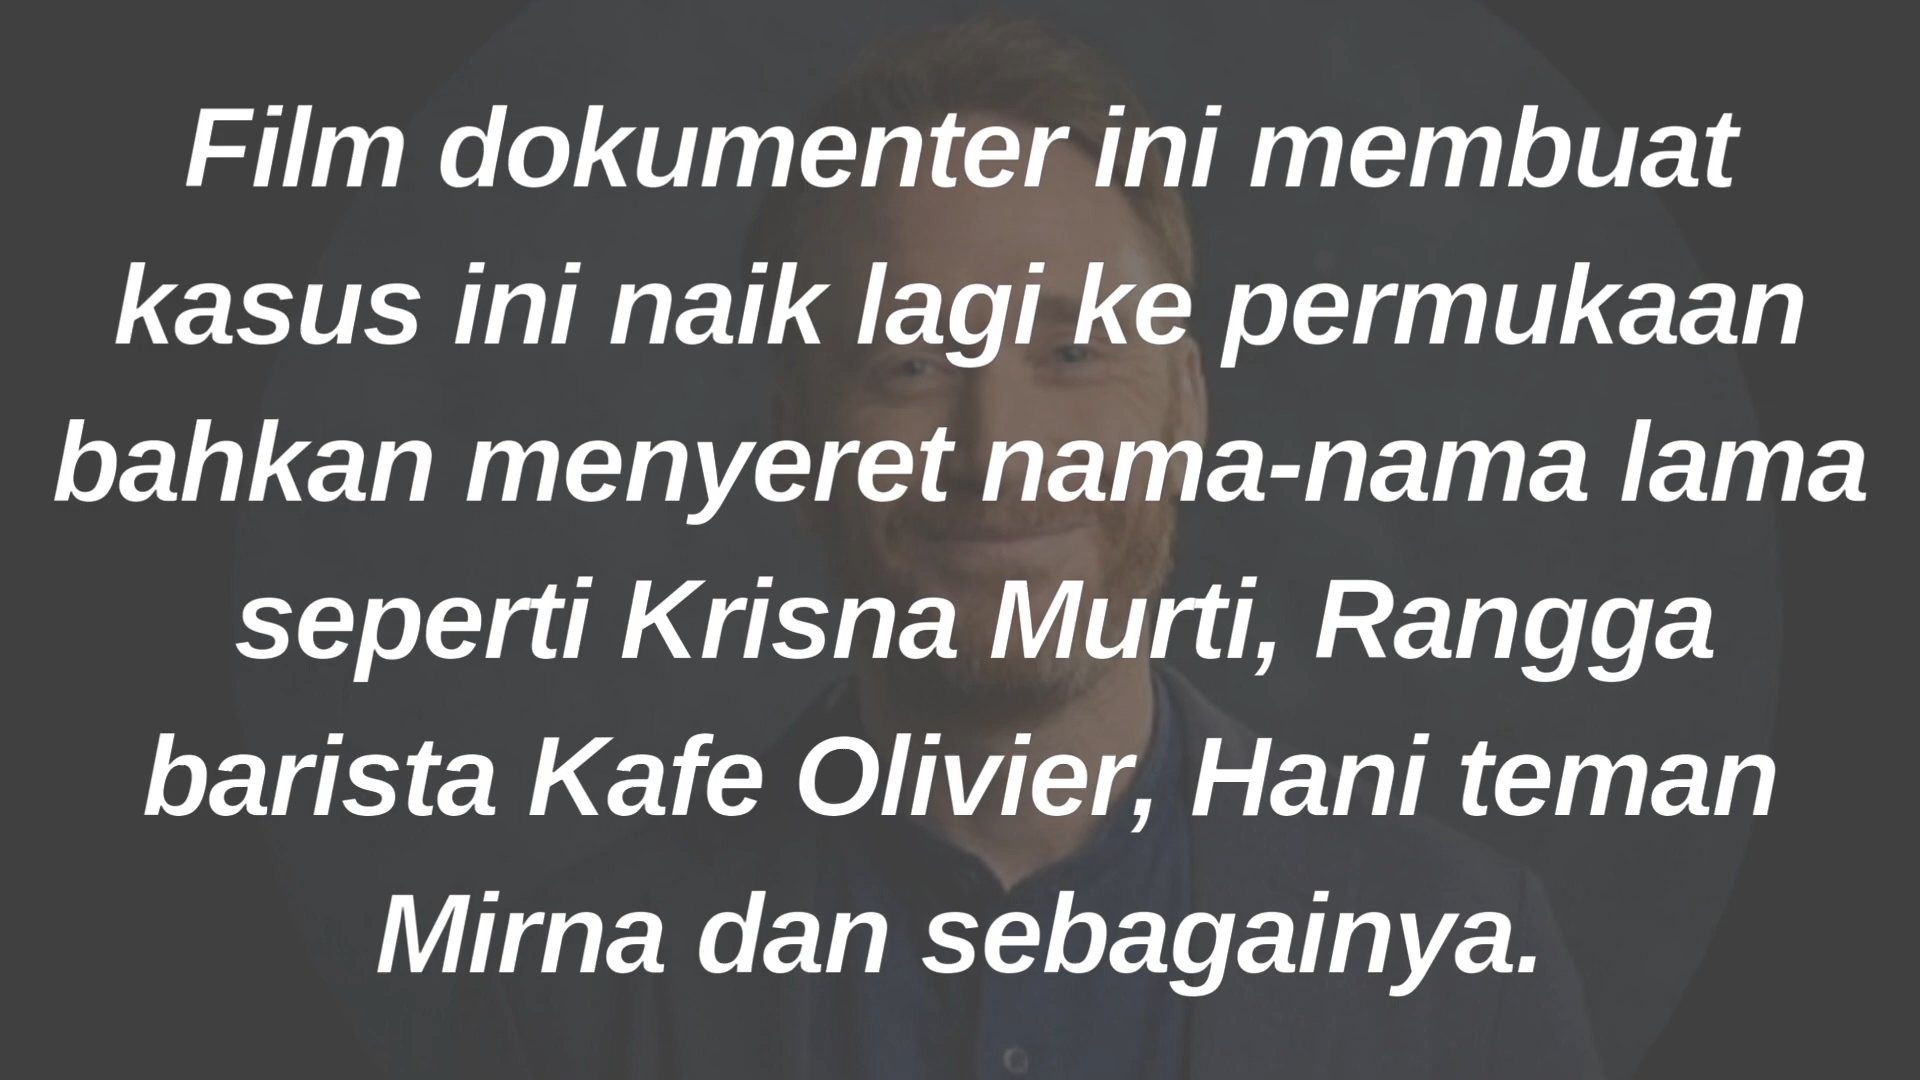 Film dokumenter ini membuat
kasus ini naik lagi ke permukaan
bahkan menyeret nama-nama lama
seperti Krisna Murti, Rangga
barista Kafe Olivier, Hani teman
Mirna dan sebagainya.